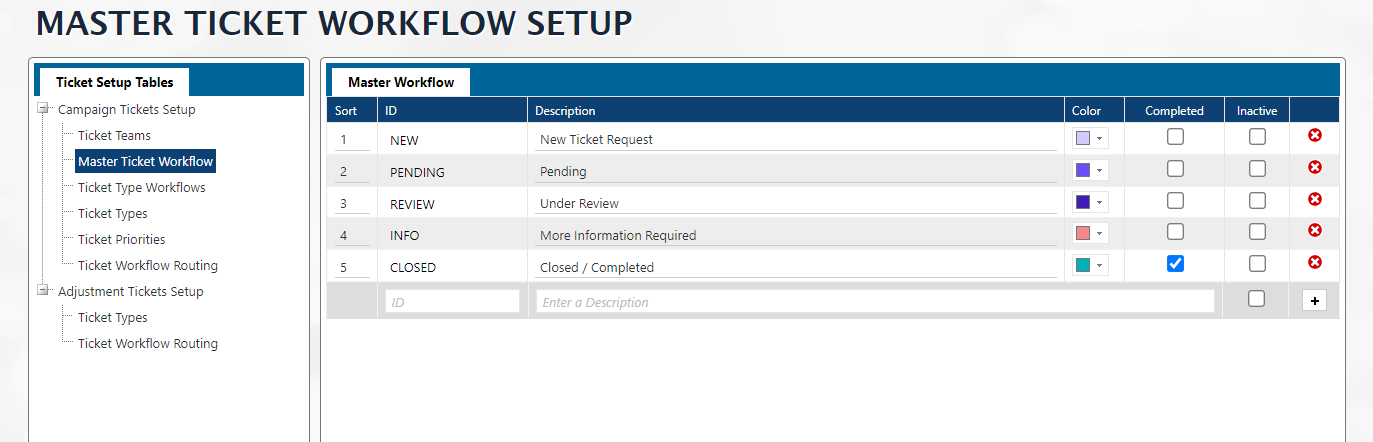 MASTER TICKET WORKFLOW SETUP
Ticket Setup Tables
Campaign Tickets Setup
Ticket Teams
Master Ticket Workflow
Ticket Type Workflows
Ticket Types
Ticket Priorities
Ticket Workflow Routing
Adjustment Tickets Setup
Ticket Types
Ticket Workflow Routing
Master Workflow
Sort ID Description Color Completed Inactive
1 NEW New Ticket Request
2 PENDING Pending
3 REVIEW Under Review
4 INFO More Information Required
5 CLOSED Closed / Completed
ID Enter a Description